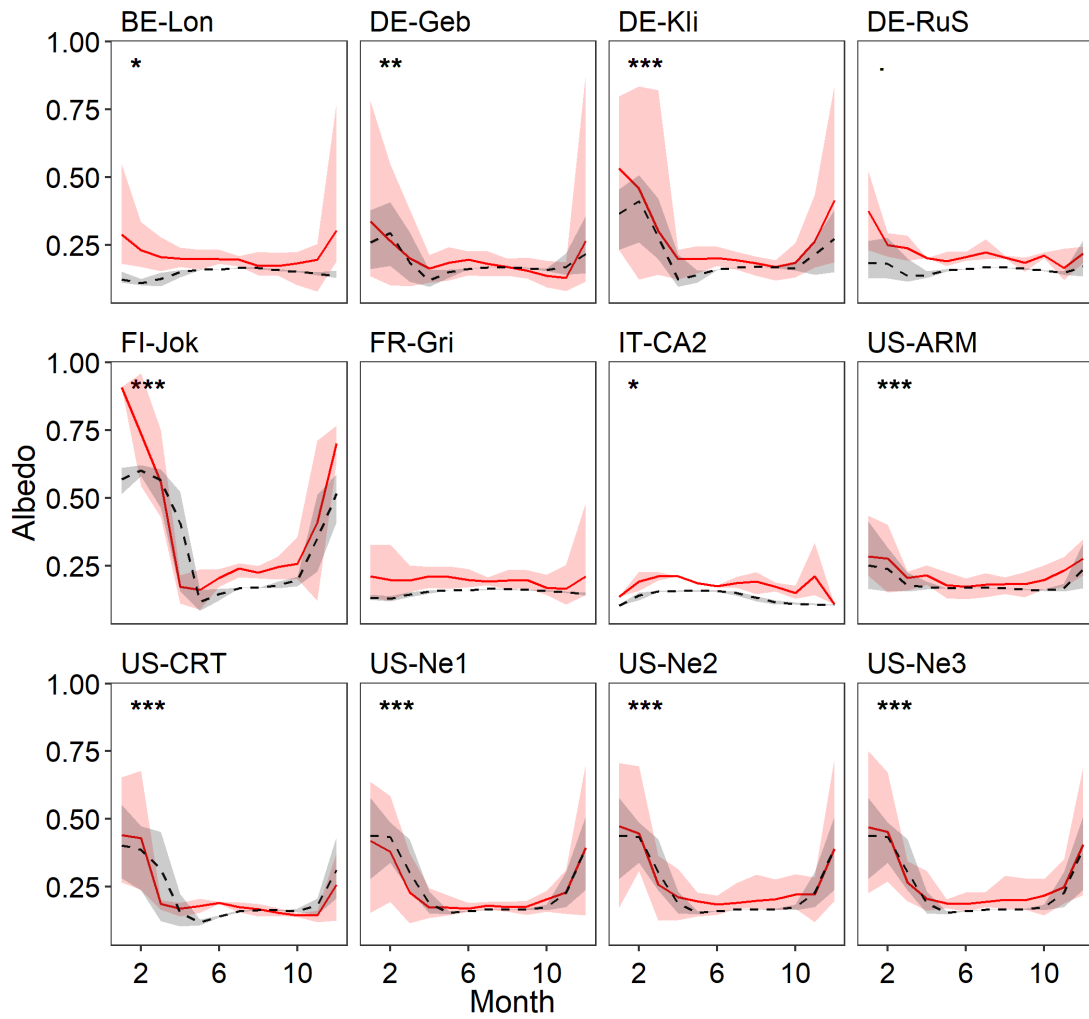 BE-Lon DE-Geb DE-Kli DE-RuS
1.00
* ** *** .
0.75
0.50
0.25
FI-Jok FR-Gri IT-CA2 US-ARM
1.00
*** * ***
0.75
0.50
0.25
Albedo
US-CRT US-Ne1 US-Ne2 US-Ne3
1.00
*** *** *** ***
0.75
0.50
0.25
2 6 10 2 6 10 2 6 10 2 6 10
Month